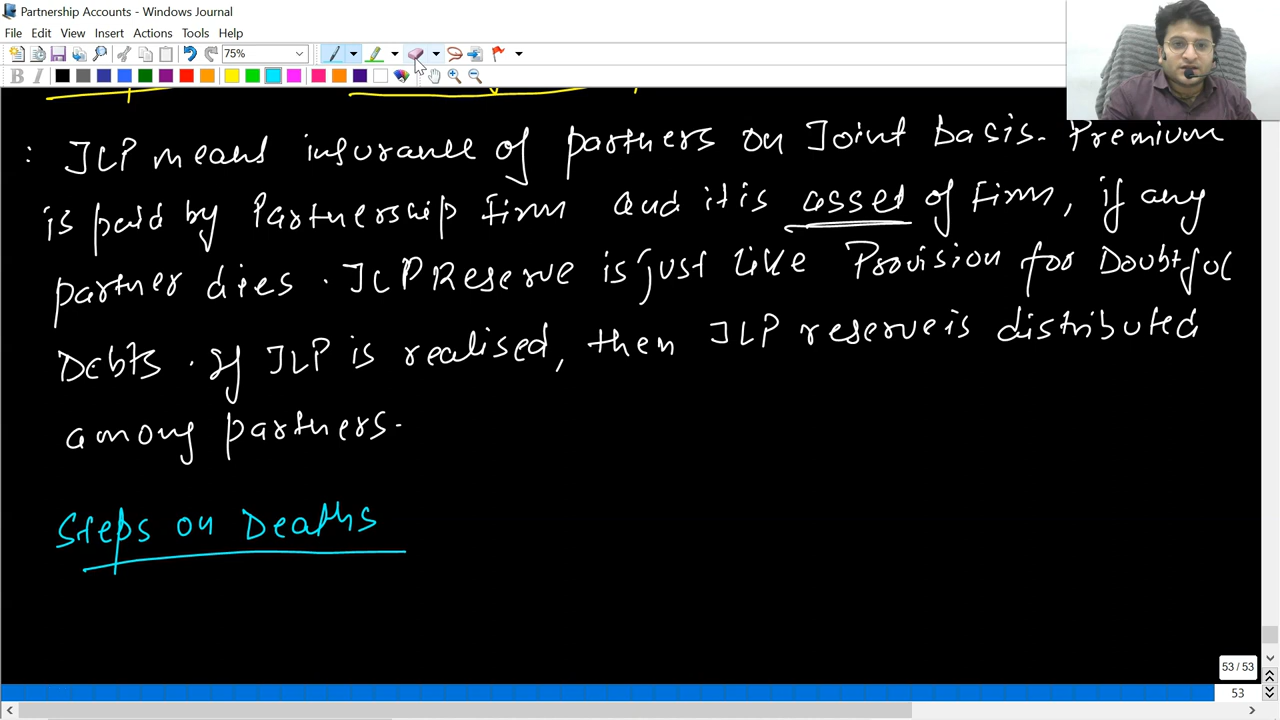 Partnership Accounts - Windows Journal
File Edit View Insert Actions Tools Help
75%
B I
: JLP means insurance of partners on Joint Basis. Premium
is paid by Partnership firm and it is asset of firm, if any
partner dies. JLP Reserve is just like Provision for Doubtful
Debts. If JLP is realised, then JLP reserve is distributed
among partners.
Steps on Deaths
53 / 53
53